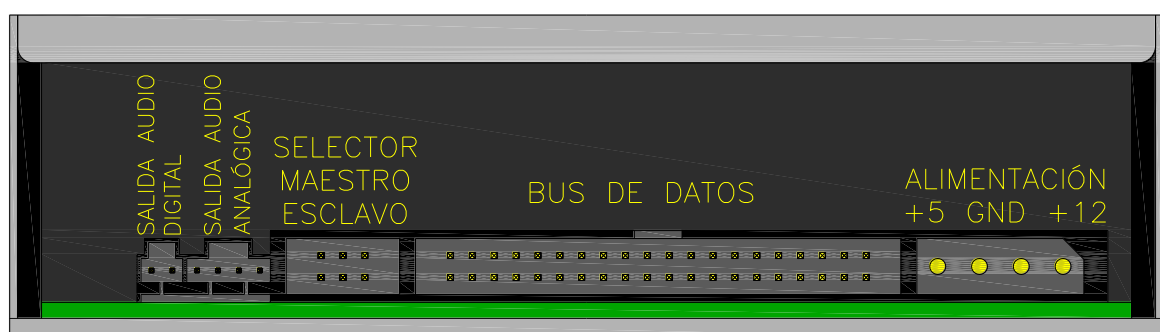 SALIDA AUDIO
DIGITAL
SALIDA AUDIO
ANALÓGICA
SELECTOR
MAESTRO
ESCLAVO
BUS DE DATOS
ALIMENTACIÓN
+5 GND +12